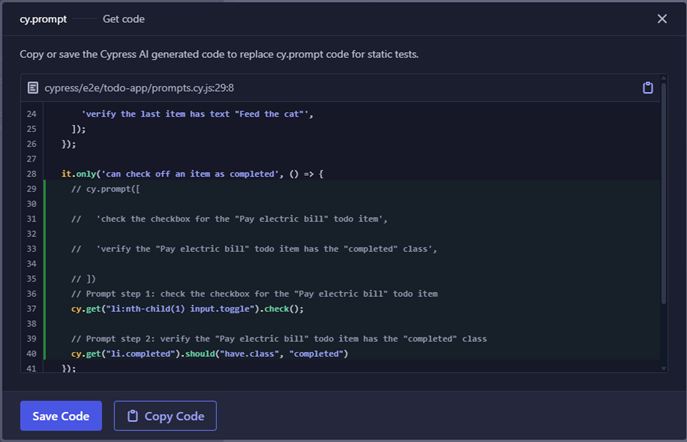 cy.prompt Get code
Copy or save the Cypress AI generated code to replace cy.prompt code for static tests.
cypress/e2e/todo-app/prompts.cy.js:29:8
24 'verify the last item has text "Feed the cat"',
25 ]);
26 });
27
28 it.only('can check off an item as completed', () => {
29 // cy.prompt([
30
31 // 'check the checkbox for the "Pay electric bill" todo item',
32
33 // 'verify the "Pay electric bill" todo item has the "completed" class',
34
35 // ])
36 // Prompt step 1: check the checkbox for the "Pay electric bill" todo item
37 cy.get("li:nth-child(1) input.toggle").check();
38
39 // Prompt step 2: verify the "Pay electric bill" todo item has the "completed" class
40 cy.get("li.completed").should("have.class", "completed")
41 });
Save Code Copy Code